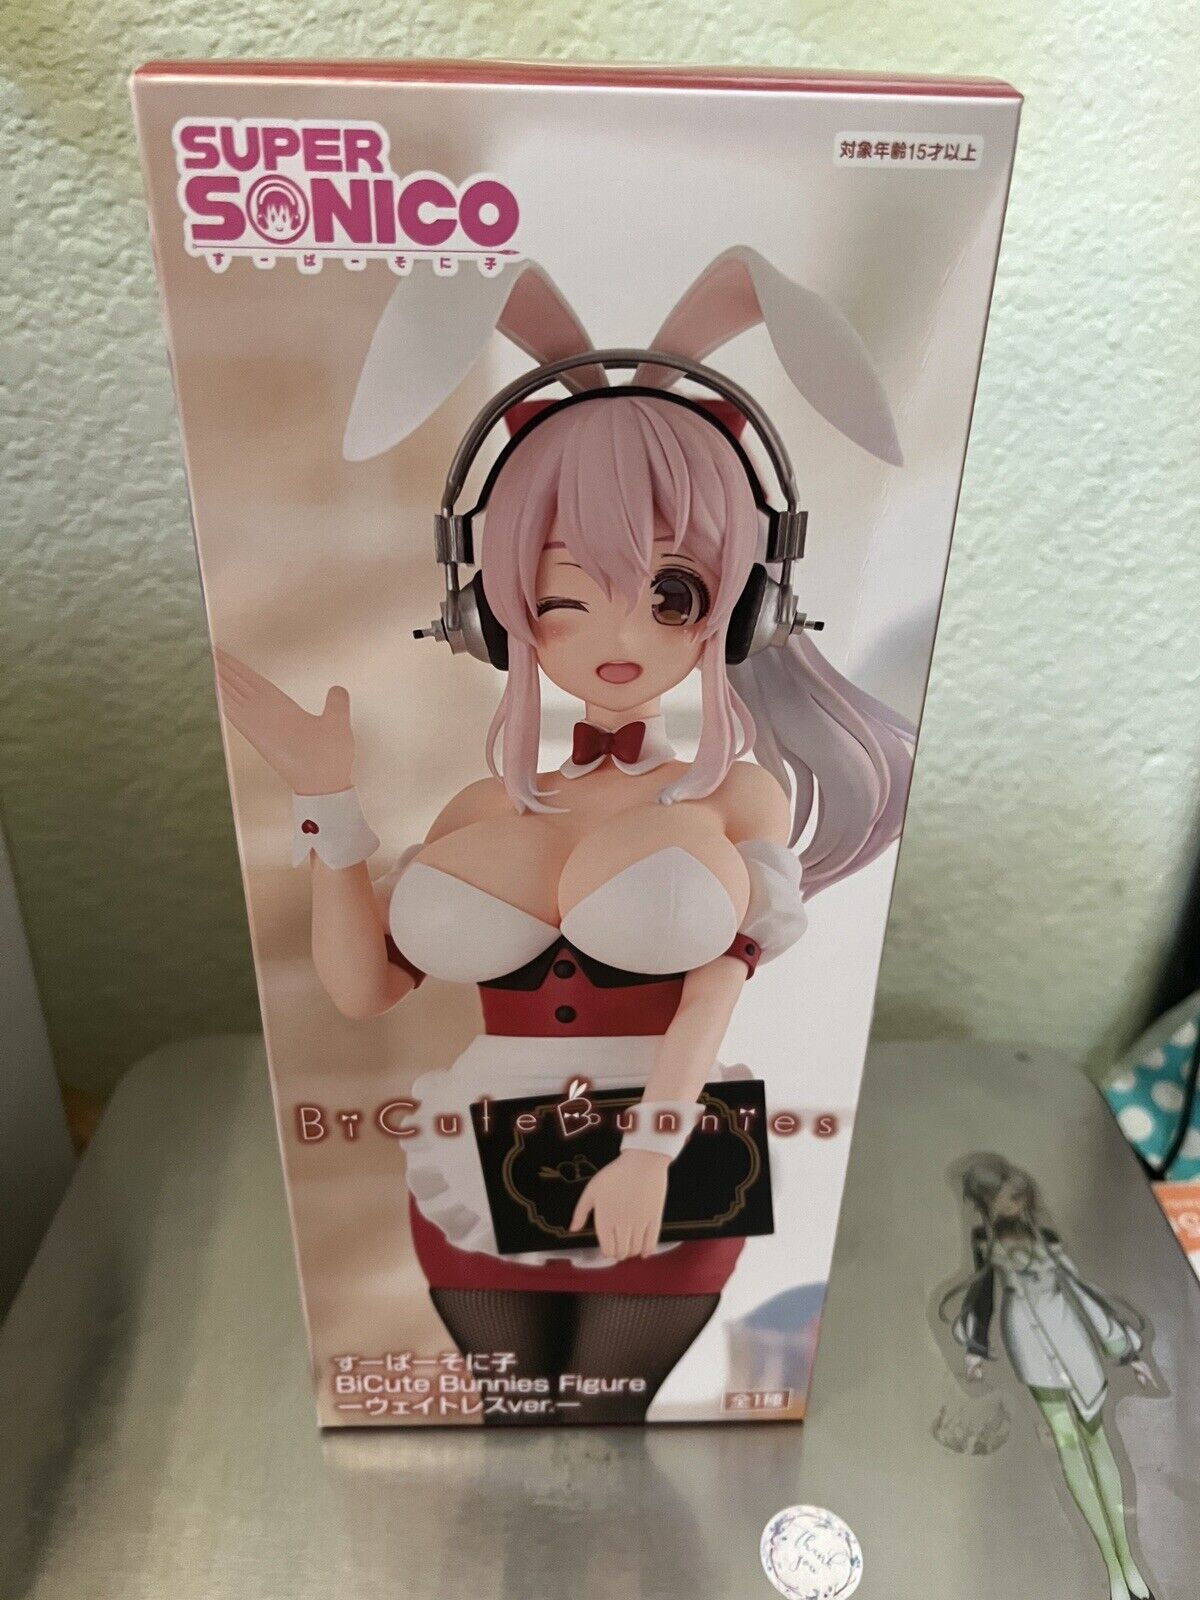 SUPER
SONICO
すーぱーそに子
対象年齢15才以上
BiCute Bunnies
すーぱーそに子
BiCute Bunnies Figure
ーウェイトレスver.ー
全1種
thank
you